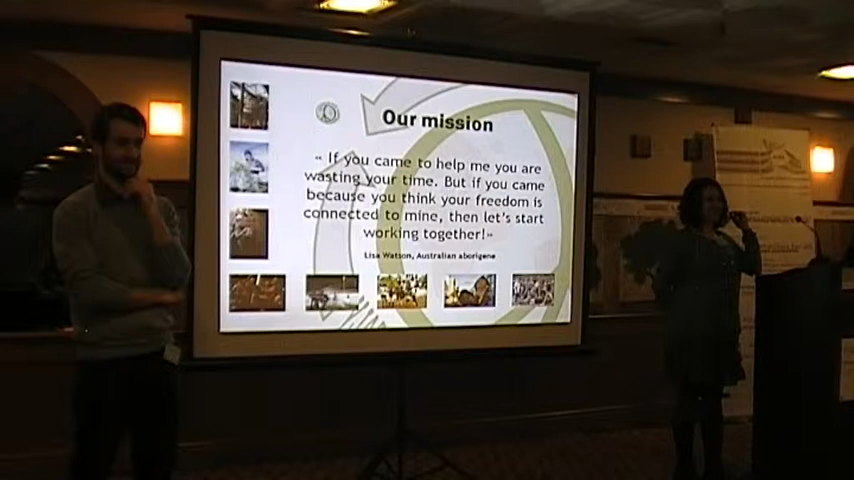 Our mission
« If you came to help me you are
wasting your time. But if you came
because you think your freedom is
connected to mine, then let's start
working together!»
Lisa Watson, Australian aborigene